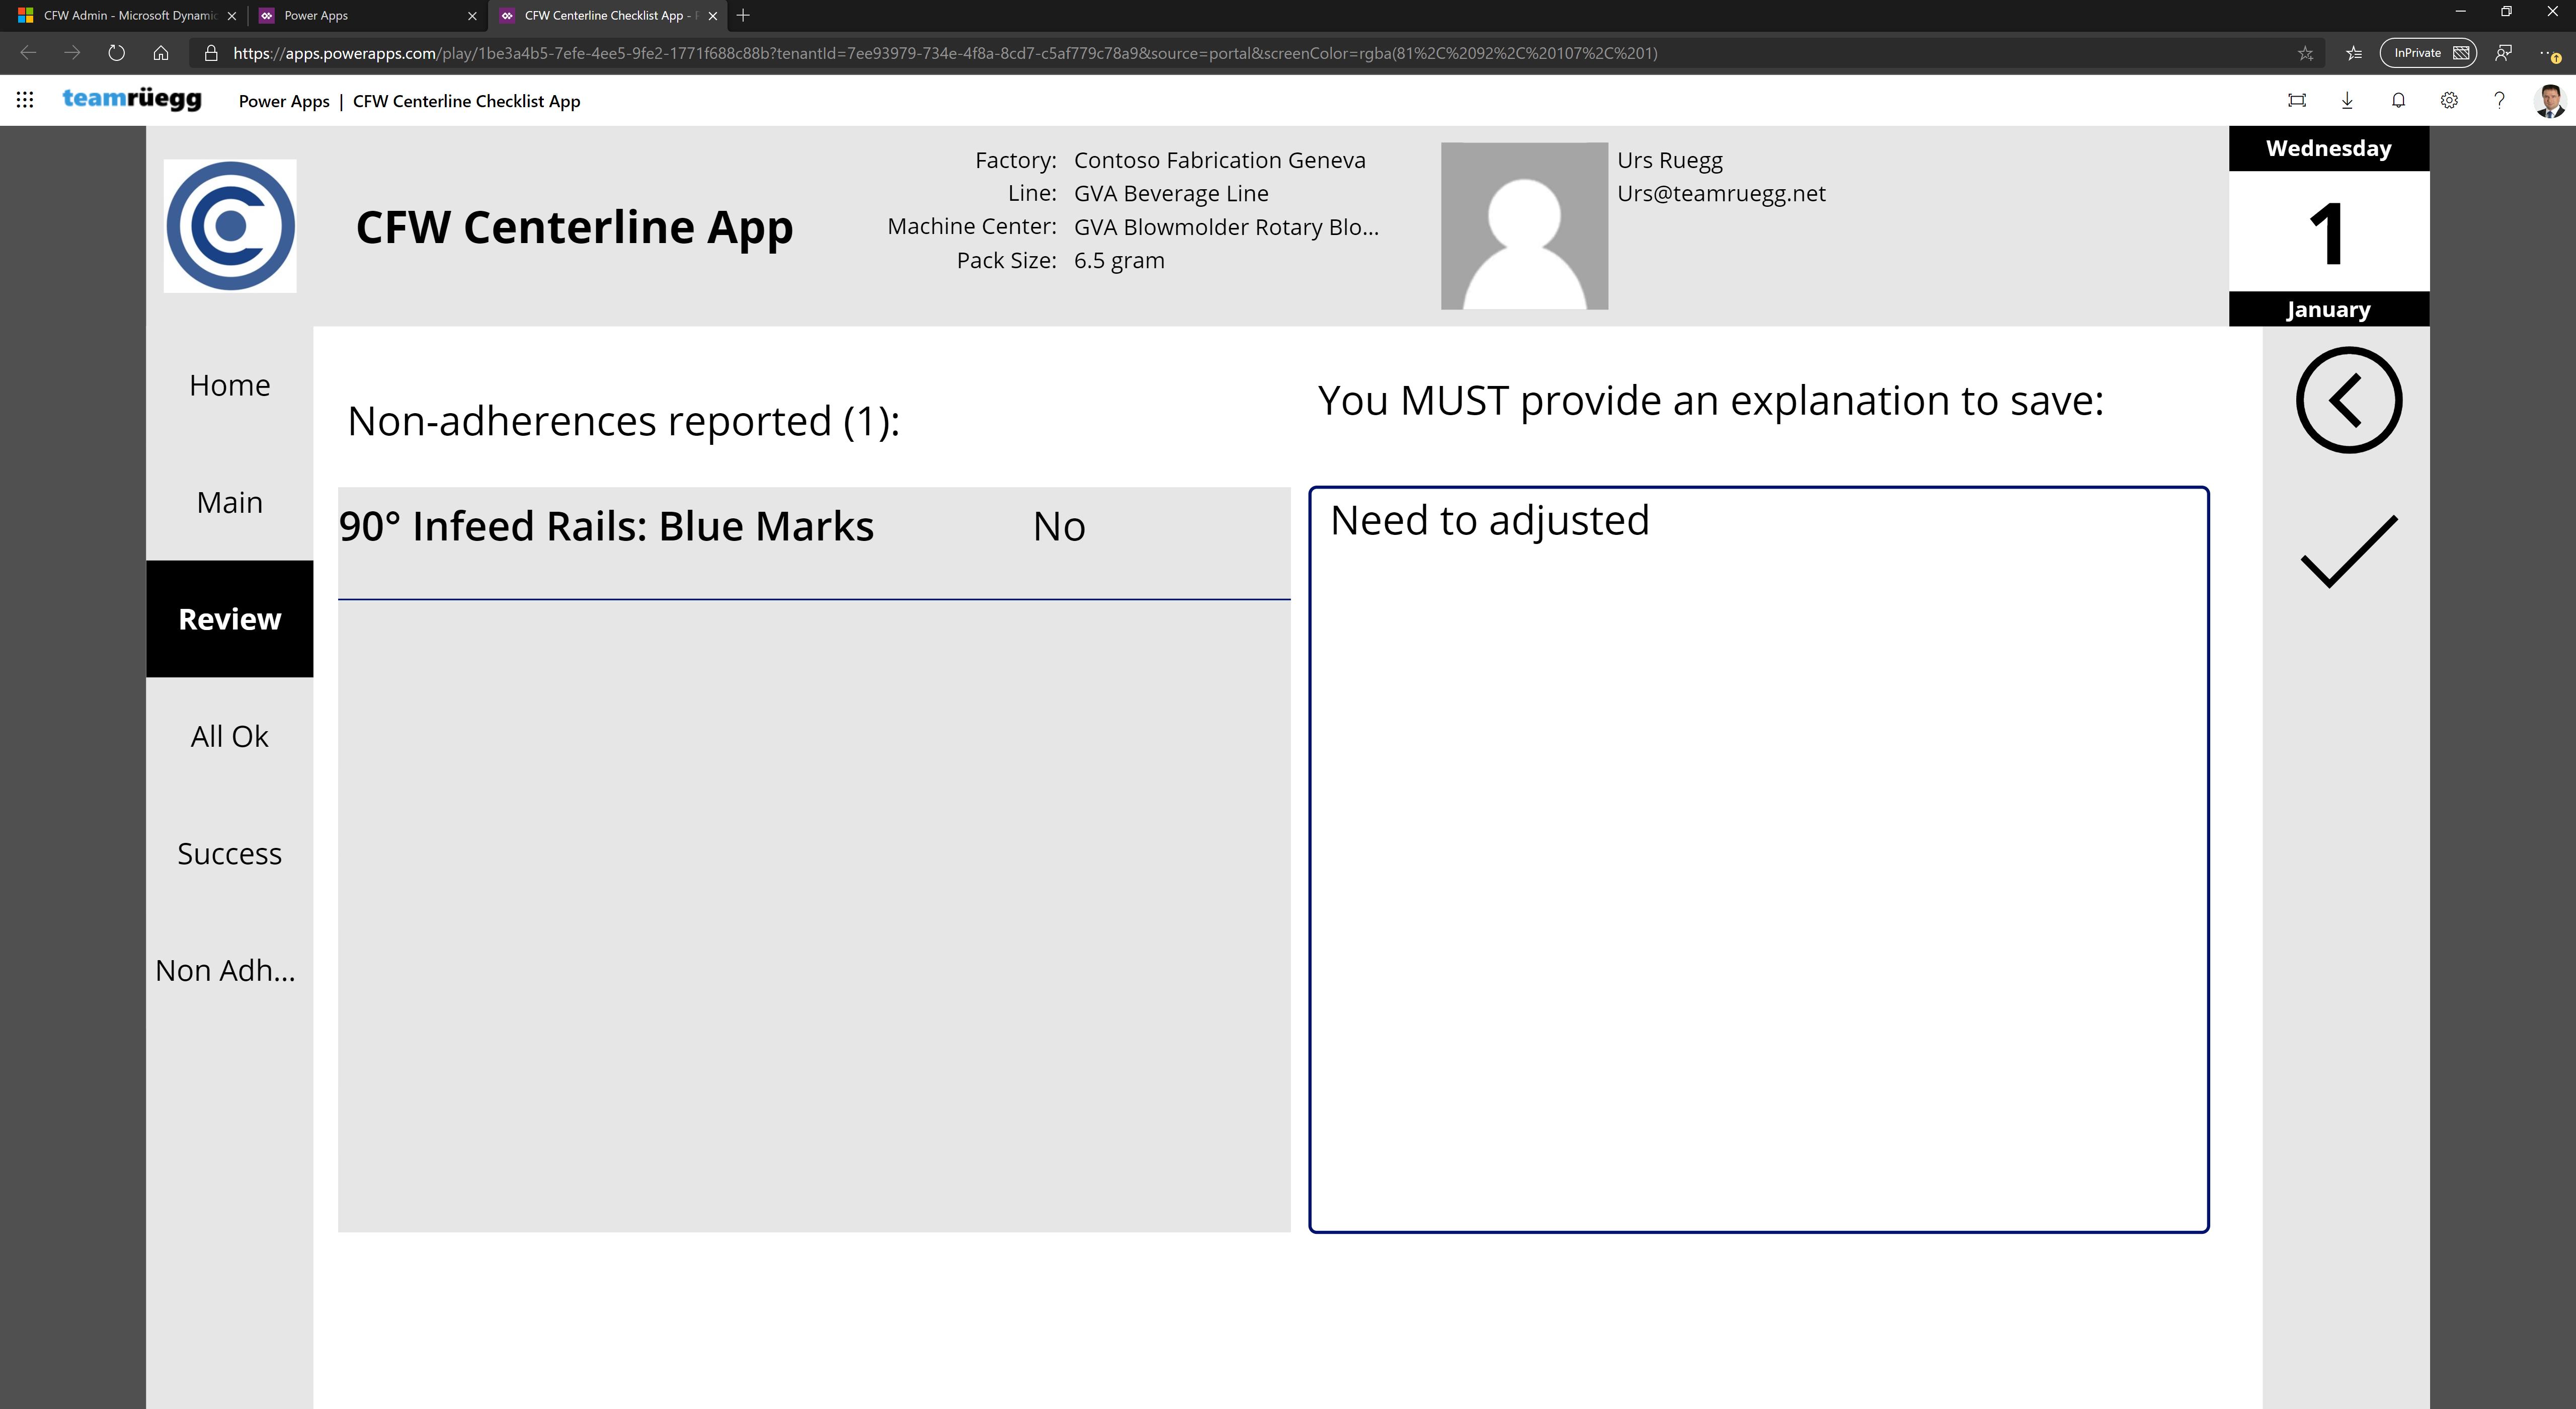 CFW Admin - Microsoft Dynamic
Power Apps
CFW Centerline Checklist App - P
https://apps.powerapps.com/play/1be3a4b5-7efe-4ee5-9fe2-1771f688c88b?tenantId=7ee93979-734e-4f8a-8cd7-c5af779c78a9&source=portal&screenColor=rgba(81%2C%2092%2C%20107%2C%201)
InPrivate
teamrüegg
Power Apps | CFW Centerline Checklist App
?
CFW Centerline App
Factory: Contoso Fabrication Geneva
Line: GVA Beverage Line
Machine Center: GVA Blowmolder Rotary Blo...
Pack Size: 6.5 gram
Urs Ruegg
Urs@teamruegg.net
Wednesday
1
January
Home
Main
Review
All Ok
Success
Non Adh...
Non-adherences reported (1):
90° Infeed Rails: Blue Marks No
You MUST provide an explanation to save:
Need to adjusted